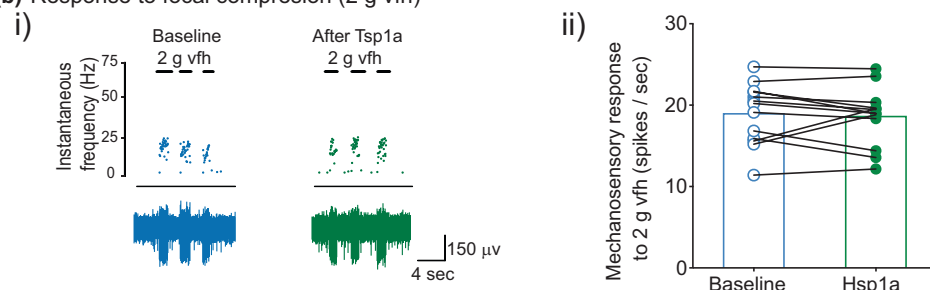 (b) Response to focal compression (2 g vfh)
i)
Baseline
2 g vfh
After Tsp1a
2 g vfh
Instantaneous
frequency (Hz)
75
50
25
0
150 μv
4 sec
ii)
Mechanosensory response
to 2 g vfh (spikes / sec)
30
20
10
0
Baseline
Hsp1a